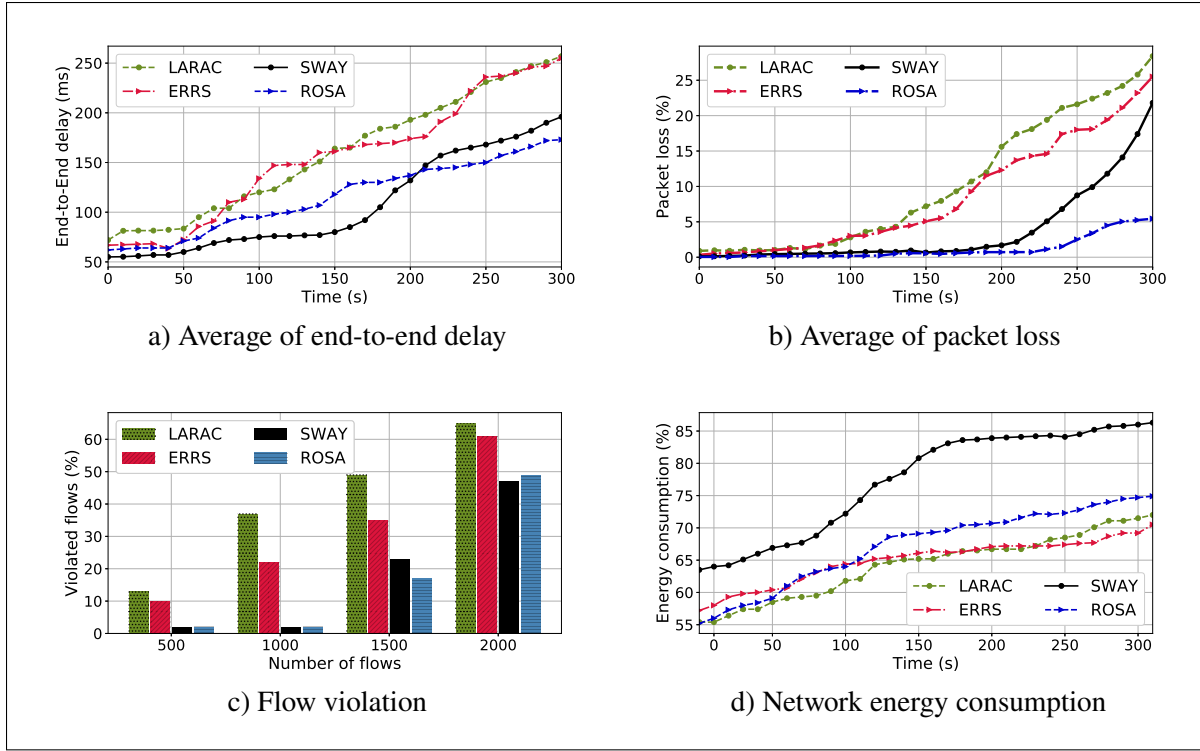 End-to-End delay (ms)
250
200
150
100
50
LARAC
SWAY
ERRS
ROSA
0 50 100 150 200 250 300
Time (s)
a) Average of end-to-end delay
Packet loss (%)
25
20
15
10
5
0
LARAC
SWAY
ERRS
ROSA
0 50 100 150 200 250 300
Time (s)
b) Average of packet loss
Violated flows (%)
60
50
40
30
20
10
0
LARAC
SWAY
ERRS
ROSA
500 1000 1500 2000
Number of flows
c) Flow violation
Energy consumption (%)
85
80
75
70
65
60
55
LARAC
SWAY
ERRS
ROSA
0 50 100 150 200 250 300
Time (s)
d) Network energy consumption